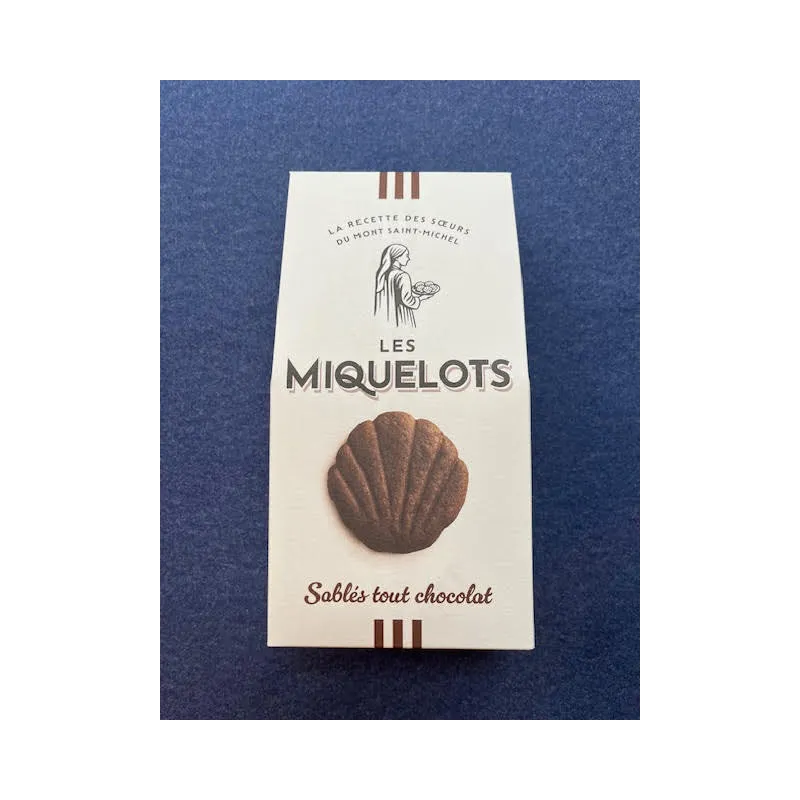 LA RECETTE DES SŒURS
DU MONT SAINT-MICHEL
LES
MIQUELOTS
Sablés tout chocolat